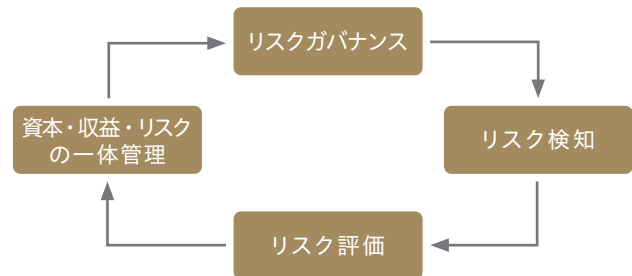 リスクガバナンス
資本・収益・リスク
の一体管理
リスク検知
リスク評価